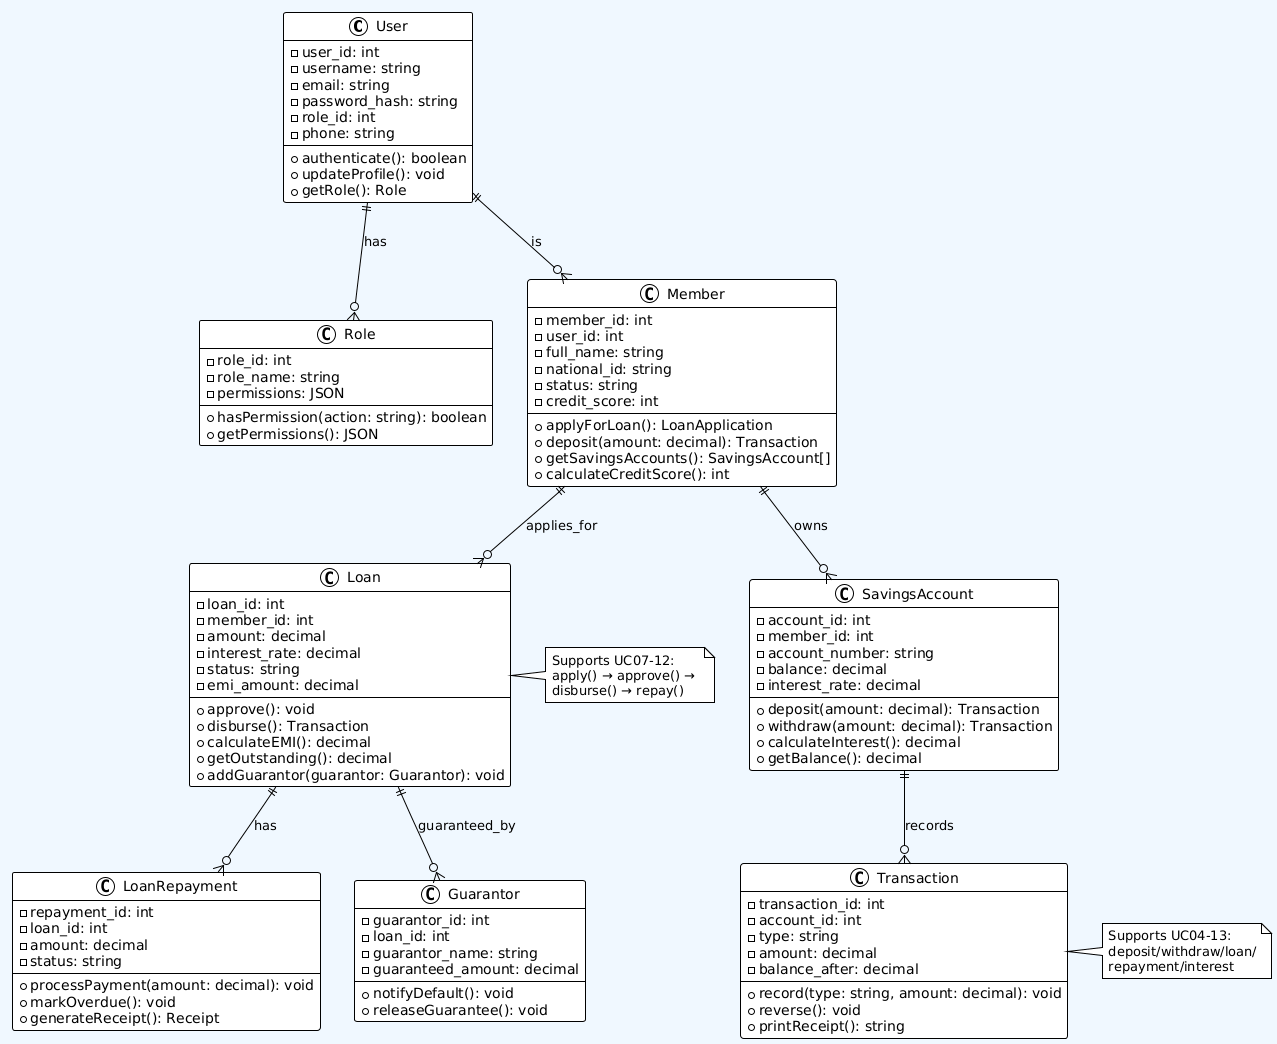 C User
user_id: int
username: string
email: string
password_hash: string
role_id: int
phone: string
authenticate(): boolean
updateProfile(): void
getRole(): Role
has
is
C Role
role_id: int
role_name: string
permissions: JSON
hasPermission(action: string): boolean
getPermissions(): JSON
C Member
member_id: int
user_id: int
full_name: string
national_id: string
status: string
credit_score: int
applyForLoan(): LoanApplication
deposit(amount: decimal): Transaction
getSavingsAccounts(): SavingsAccount[]
calculateCreditScore(): int
applies_for
owns
C Loan
loan_id: int
member_id: int
amount: decimal
interest_rate: decimal
status: string
emi_amount: decimal
approve(): void
disburse(): Transaction
calculateEMI(): decimal
getOutstanding(): decimal
addGuarantor(guarantor: Guarantor): void
Supports UC07-12:
apply() → approve() →
disburse() → repay()
C SavingsAccount
account_id: int
member_id: int
account_number: string
balance: decimal
interest_rate: decimal
deposit(amount: decimal): Transaction
withdraw(amount: decimal): Transaction
calculateInterest(): decimal
getBalance(): decimal
has
guaranteed_by
records
C LoanRepayment
repayment_id: int
loan_id: int
amount: decimal
status: string
processPayment(amount: decimal): void
markOverdue(): void
generateReceipt(): Receipt
C Guarantor
guarantor_id: int
loan_id: int
guarantor_name: string
guaranteed_amount: decimal
notifyDefault(): void
releaseGuarantee(): void
C Transaction
transaction_id: int
account_id: int
type: string
amount: decimal
balance_after: decimal
record(type: string, amount: decimal): void
reverse(): void
printReceipt(): string
Supports UC04-13:
deposit/withdraw/loan/
repayment/interest